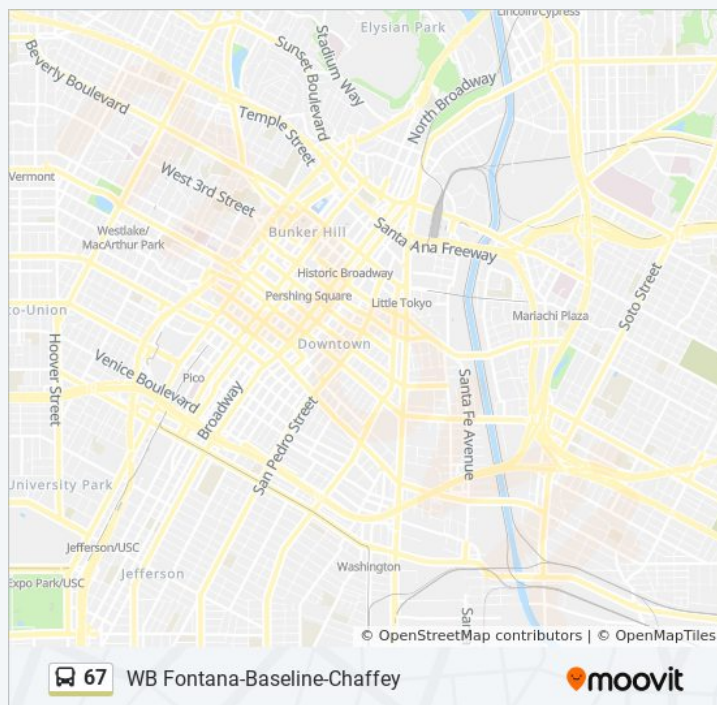 Elysian Park
Lincoln/Cypress
Beverly Boulevard
Sunset Boulevard
Stadium Way
North Broadway
Temple Street
Vermont
West 3rd Street
Westlake/
MacArthur Park
Bunker Hill
Santa Ana Freeway
Historic Broadway
Pershing Square
Little Tokyo
Mariachi Plaza
Soto Street
co-Union
Hoover Street
Downtown
Venice Boulevard
Pico
Broadway
San Pedro Street
Santa Fe Avenue
University Park
Jefferson/USC
Jefferson
Washington
Expo Park/USC
San
© OpenStreetMap contributors | © OpenMapTiles
67 WB Fontana-Baseline-Chaffey
moovit